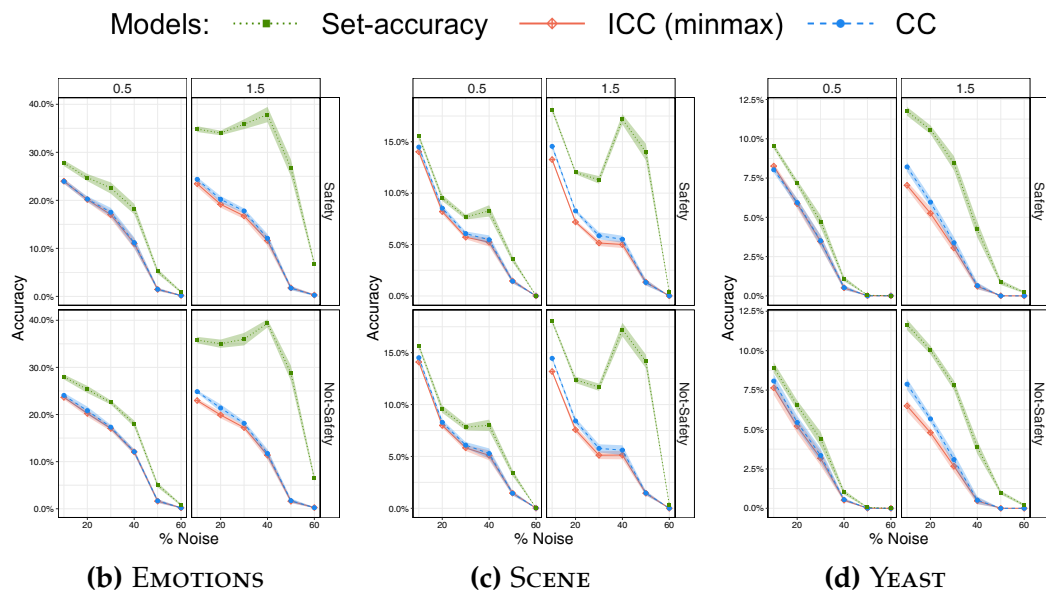 Models: Set-accuracy ICC (minmax) CC
0.5 1.5
40.0%
30.0%
20.0%
10.0%
0.0%
Safety
40.0%
30.0%
20.0%
10.0%
0.0%
Not-Safety
Accuracy Accuracy
20 40 60 20 40 60
% Noise
(b) EMOTIONS
0.5 1.5
15.0%
10.0%
5.0%
0.0%
Safety
15.0%
10.0%
5.0%
0.0%
Not-Safety
Accuracy Accuracy
20 40 60 20 40 60
% Noise
(c) SCENE
0.5 1.5
12.5%
10.0%
7.5%
5.0%
2.5%
0.0%
Safety
12.5%
10.0%
7.5%
5.0%
2.5%
0.0%
Not-Safety
Accuracy Accuracy
20 40 60 20 40 60
% Noise
(d) YEAST